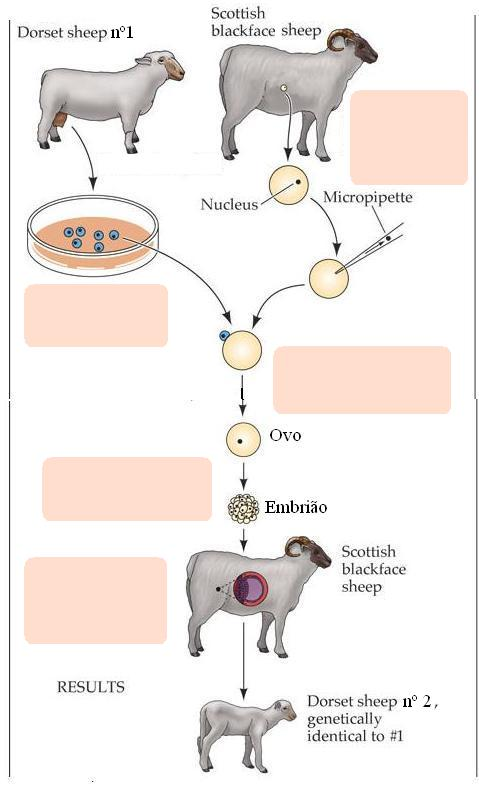 Dorset sheep nº1
Scottish
blackface sheep
Nucleus
Micropipette
Ovo
Embrião
Scottish
blackface
sheep
RESULTS
Dorset sheep nº 2 ,
genetically
identical to #1